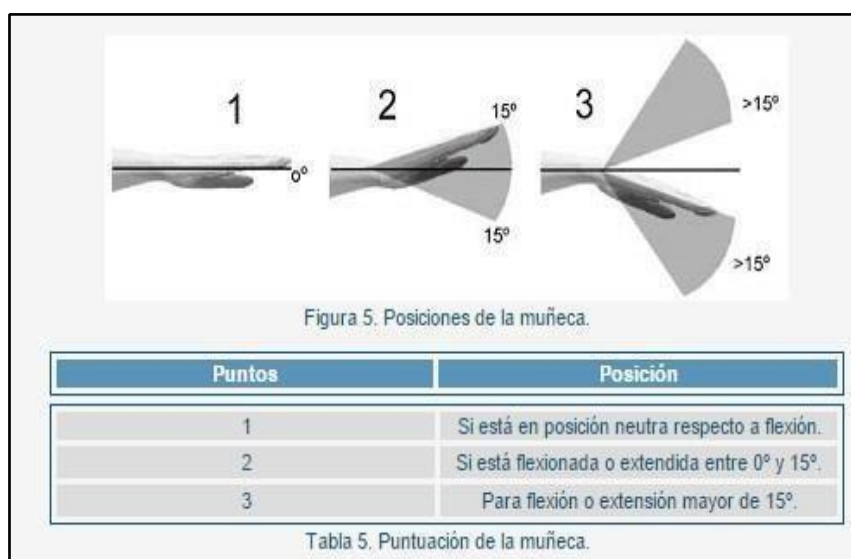 1
2
3
0º
15º
15º
>15º
>15º
Figura 5. Posiciones de la muñeca.
Puntos Posición
1 Si está en posición neutra respecto a flexión.
2 Si está flexionada o extendida entre 0º y 15º.
3 Para flexión o extensión mayor de 15º.
Tabla 5. Puntuación de la muñeca.